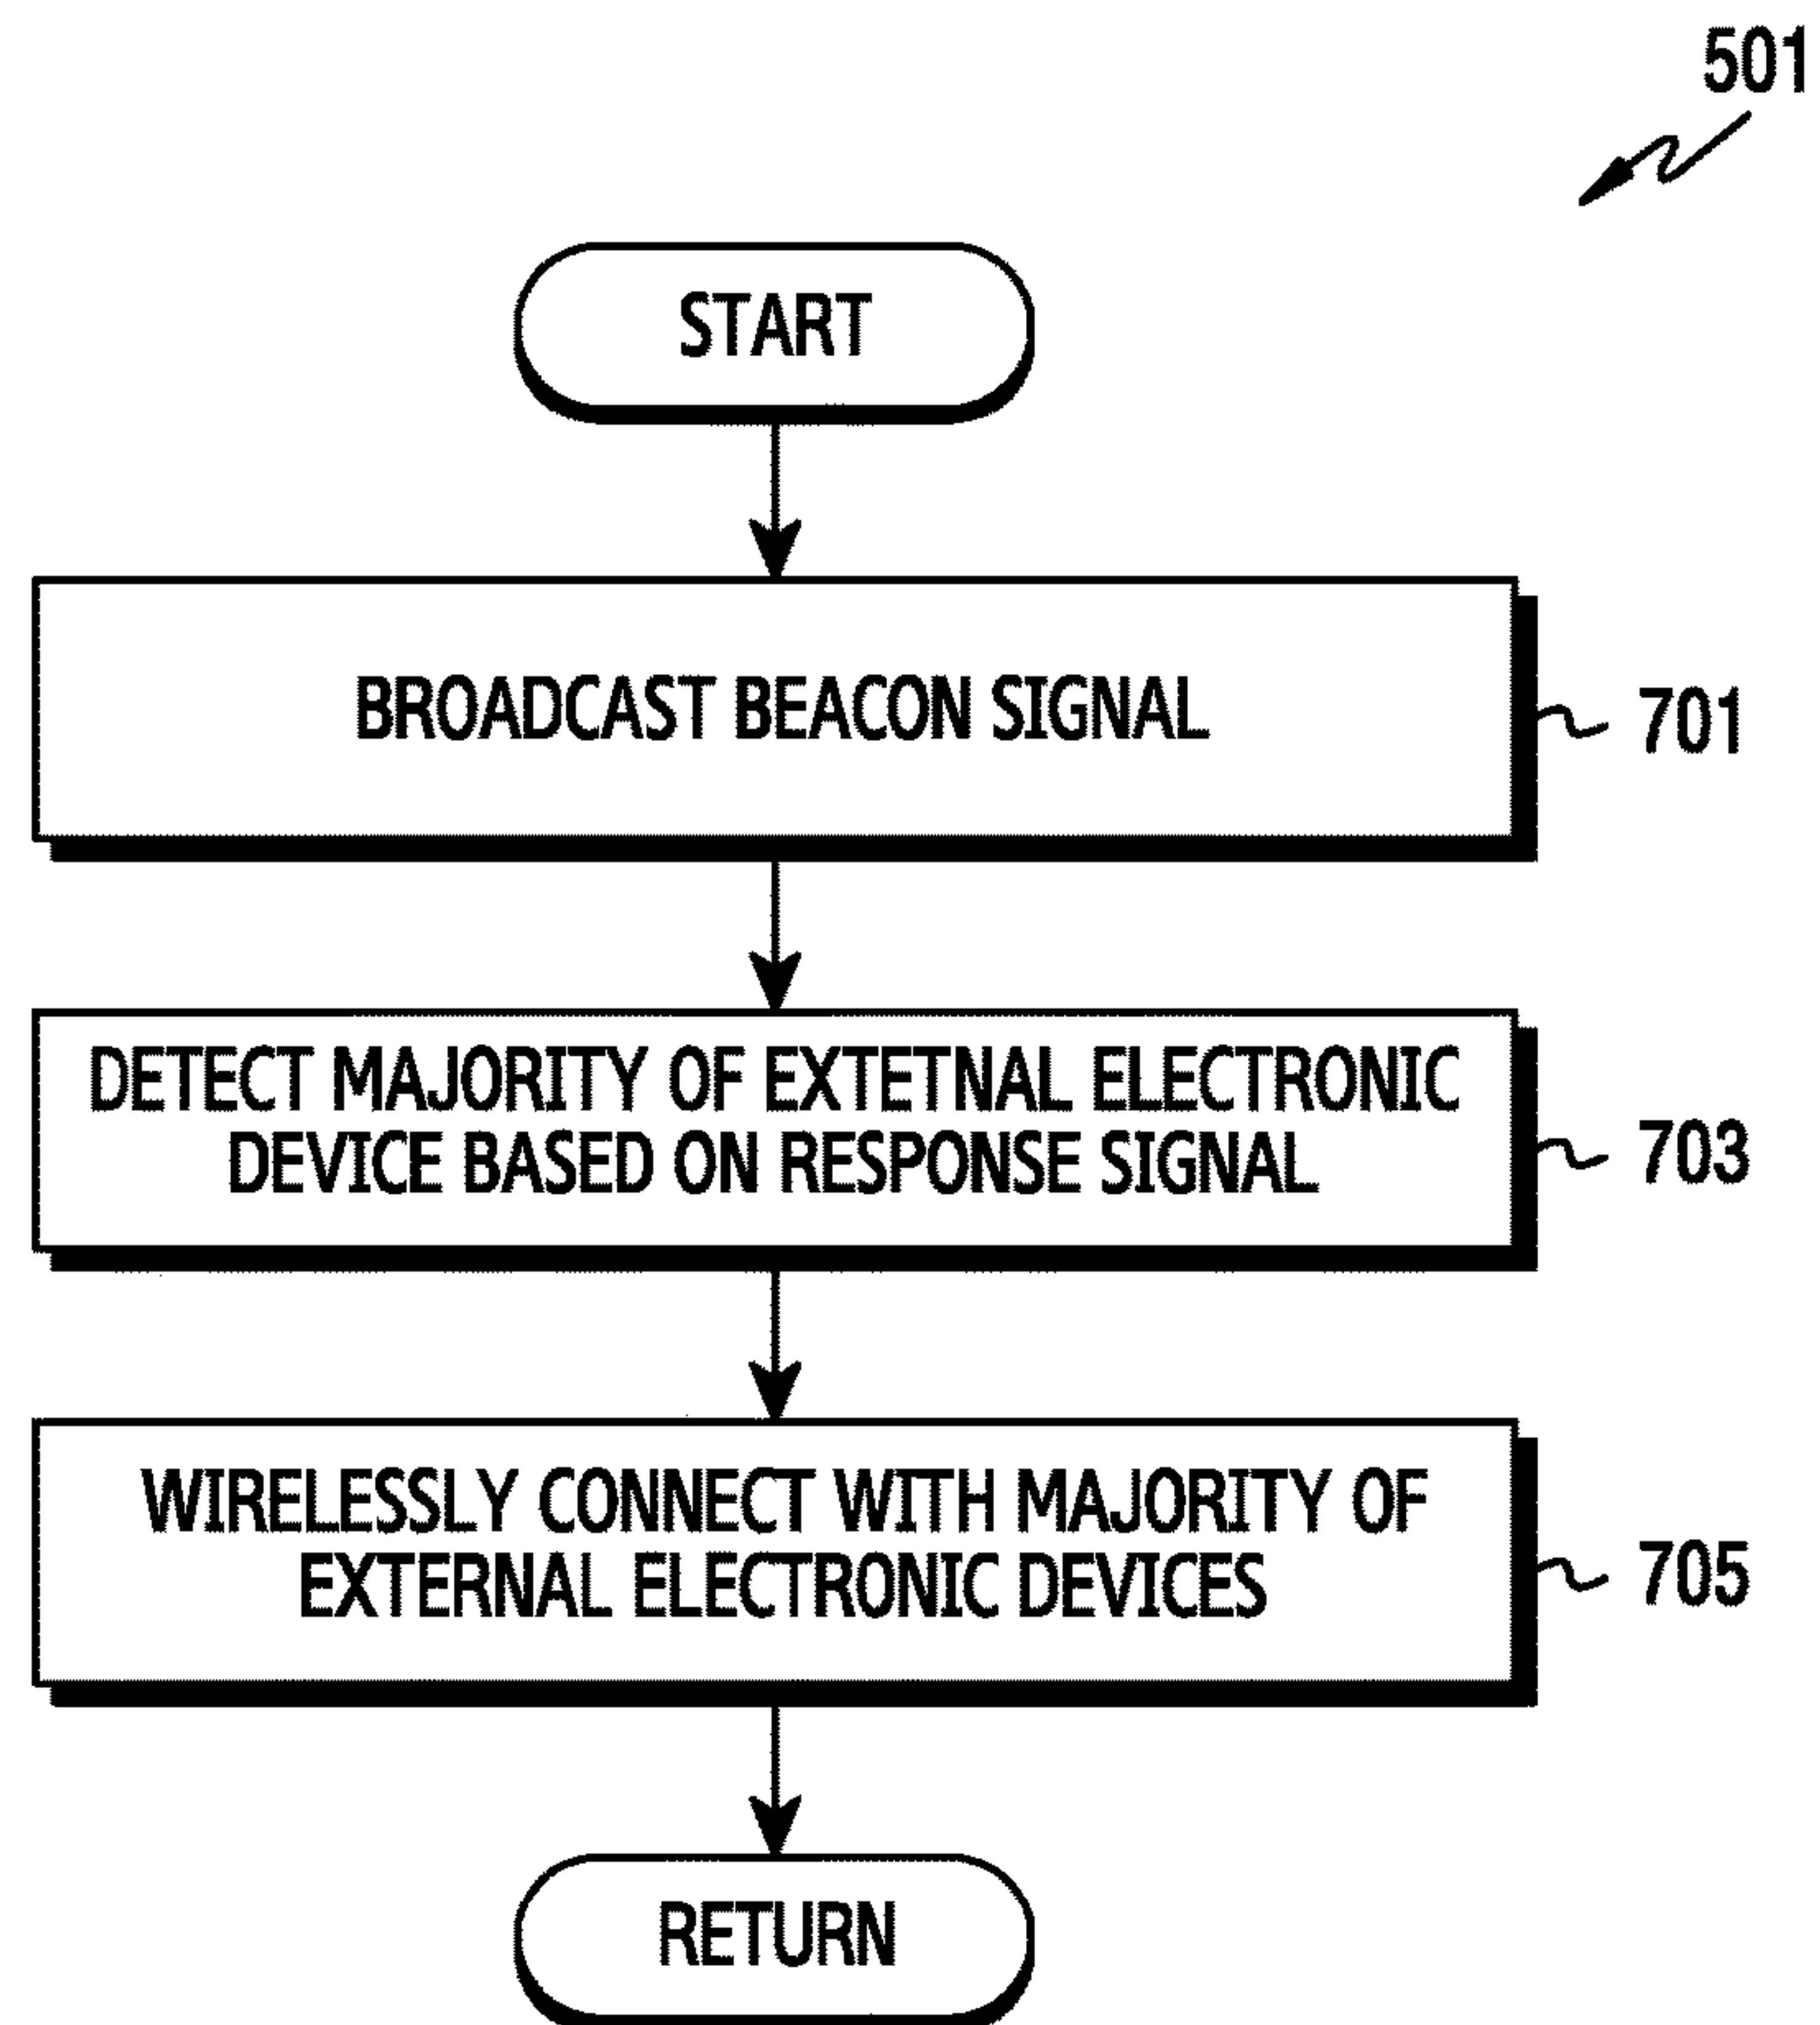 501
START
BROADCAST BEACON SIGNAL
701
DETECT MAJORITY OF EXTETNAL ELECTRONIC
DEVICE BASED ON RESPONSE SIGNAL
703
WIRELESSLY CONNECT WITH MAJORITY OF
EXTERNAL ELECTRONIC DEVICES
705
RETURN